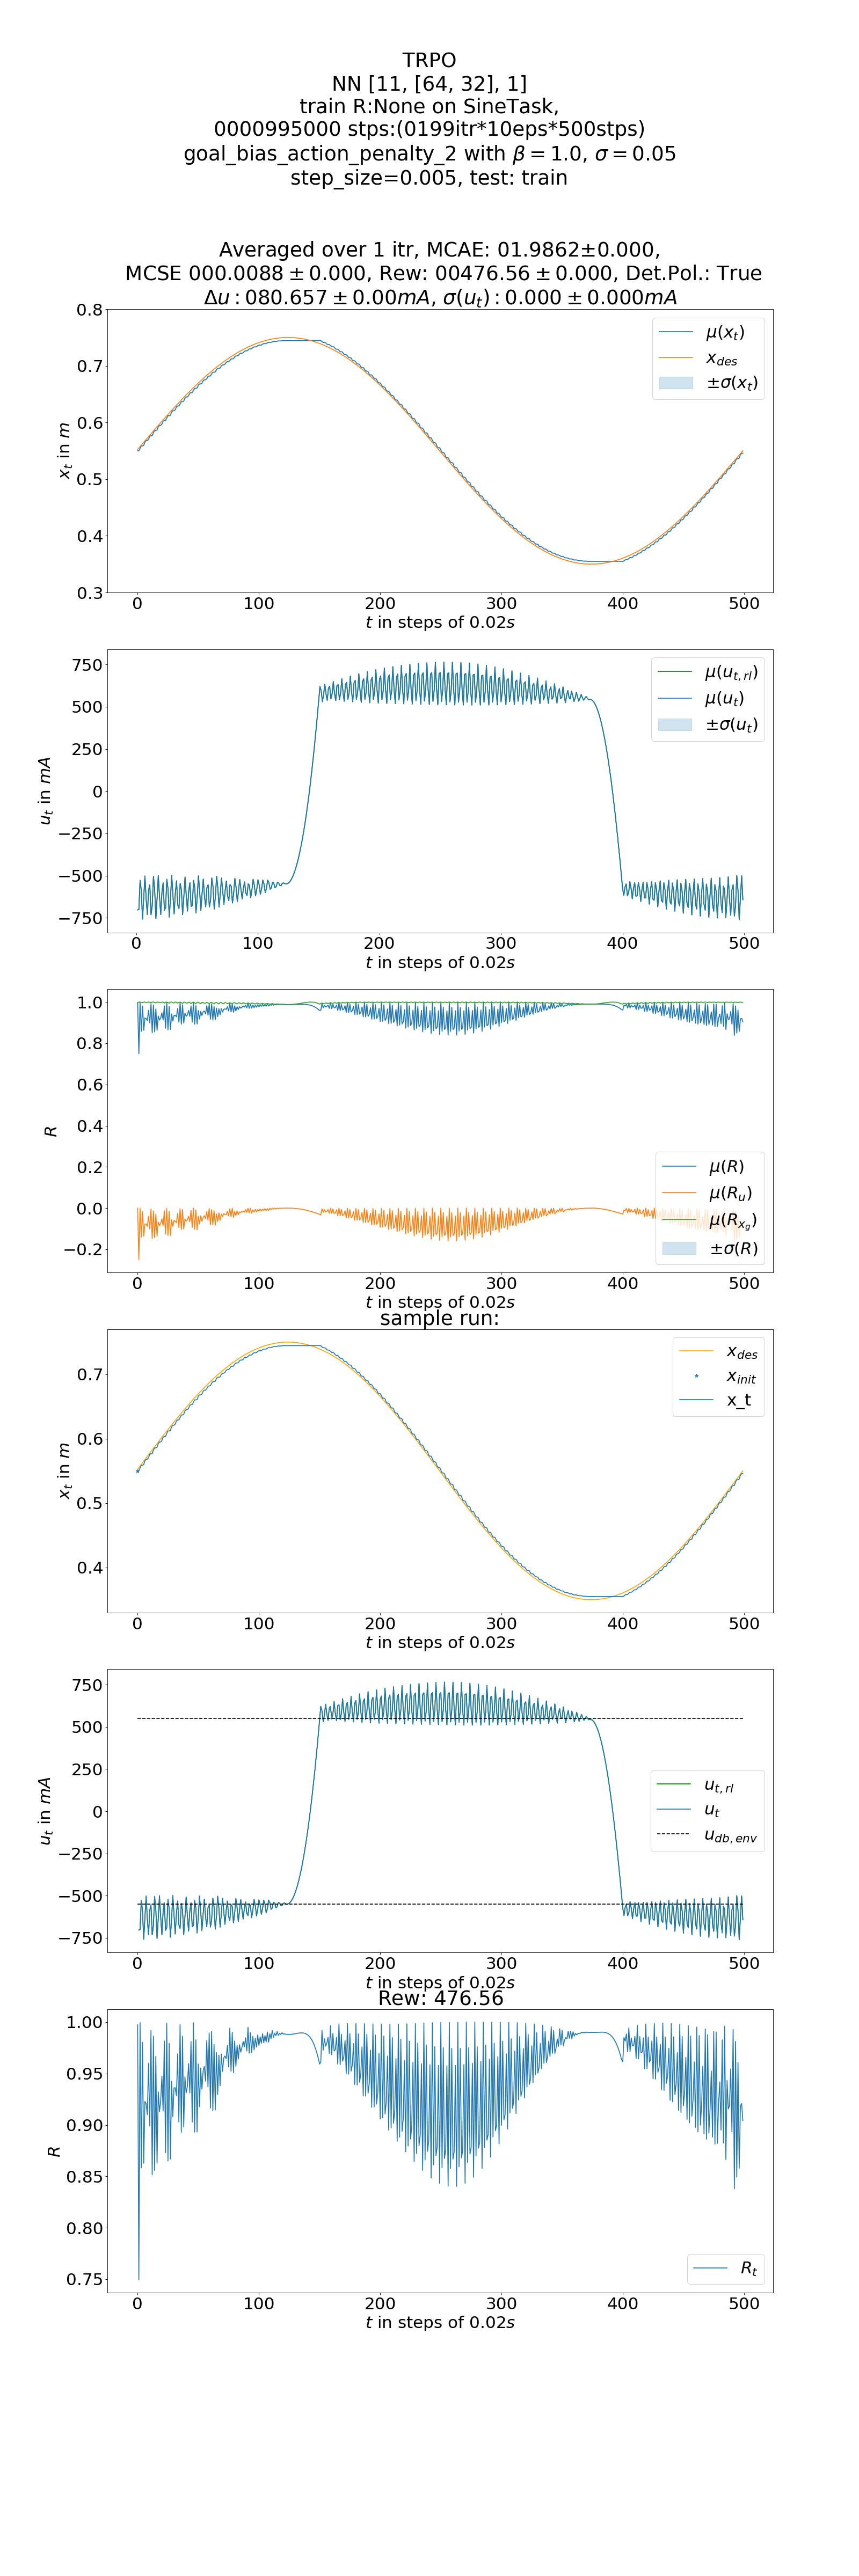 TRPO
NN [11, [64, 32], 1]
train R:None on SineTask,
0000995000 stps:(0199itr*10eps*500stps)
goal_bias_action_penalty_2 with β = 1.0, σ = 0.05
step_size=0.005, test: train
Averaged over 1 itr, MCAE: 01.9862±0.000,
MCSE 000.0088 ± 0.000, Rew: 00476.56 ± 0.000, Det.Pol.: True
Δu : 080.657 ± 0.00mA, σ(u_t) : 0.000 ± 0.000mA
0.8
0.7
0.6
0.5
0.4
0.3
x_t in m
μ(x_t)
x_des
±σ(x_t)
0 100 200 300 400 500
t in steps of 0.02s
750
500
250
0
−250
−500
−750
u_t in mA
μ(u_{t,rl})
μ(u_t)
±σ(u_t)
0 100 200 300 400 500
t in steps of 0.02s
1.0
0.8
0.6
0.4
0.2
0.0
−0.2
R
μ(R)
μ(R_u)
μ(R_{x_g})
±σ(R)
0 100 200 300 400 500
t in steps of 0.02s
sample run:
0.7
0.6
0.5
0.4
x_t in m
x_des
x_init
x_t
0 100 200 300 400 500
t in steps of 0.02s
750
500
250
0
−250
−500
−750
u_t in mA
u_{t,rl}
u_t
u_{db,env}
0 100 200 300 400 500
t in steps of 0.02s
Rew: 476.56
1.00
0.95
0.90
0.85
0.80
0.75
R
R_t
0 100 200 300 400 500
t in steps of 0.02s